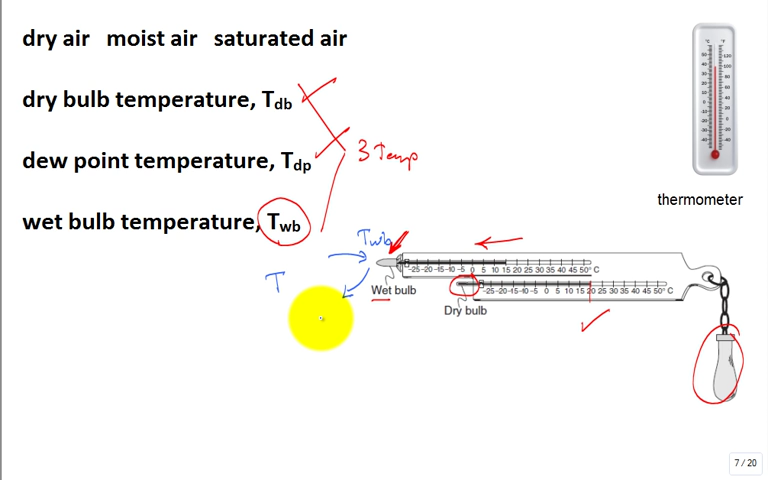 dry air moist air saturated air
dry bulb temperature, Tdb
dew point temperature, Tdp
3 Temp
wet bulb temperature, Twb
thermometer
Twb
-25 -20 -15 -10 -5 0 5 10 15 20 25 30 35 40 45 50° C
T
Wet bulb
-25 -20 -15 -10 -5 0 5 10 15 20 25 30 35 40 45 50° C
Dry bulb
7 / 20